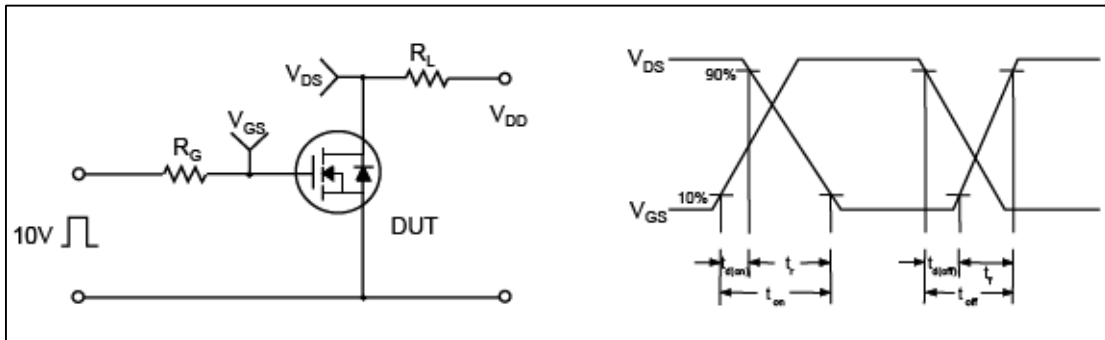 R_L
V_DS
V_DD
V_GS
R_G
10V
DUT
V_DS
90%
10%
V_GS
t_d(on)
t_r
t_d(off)
t_f
t_on
t_off